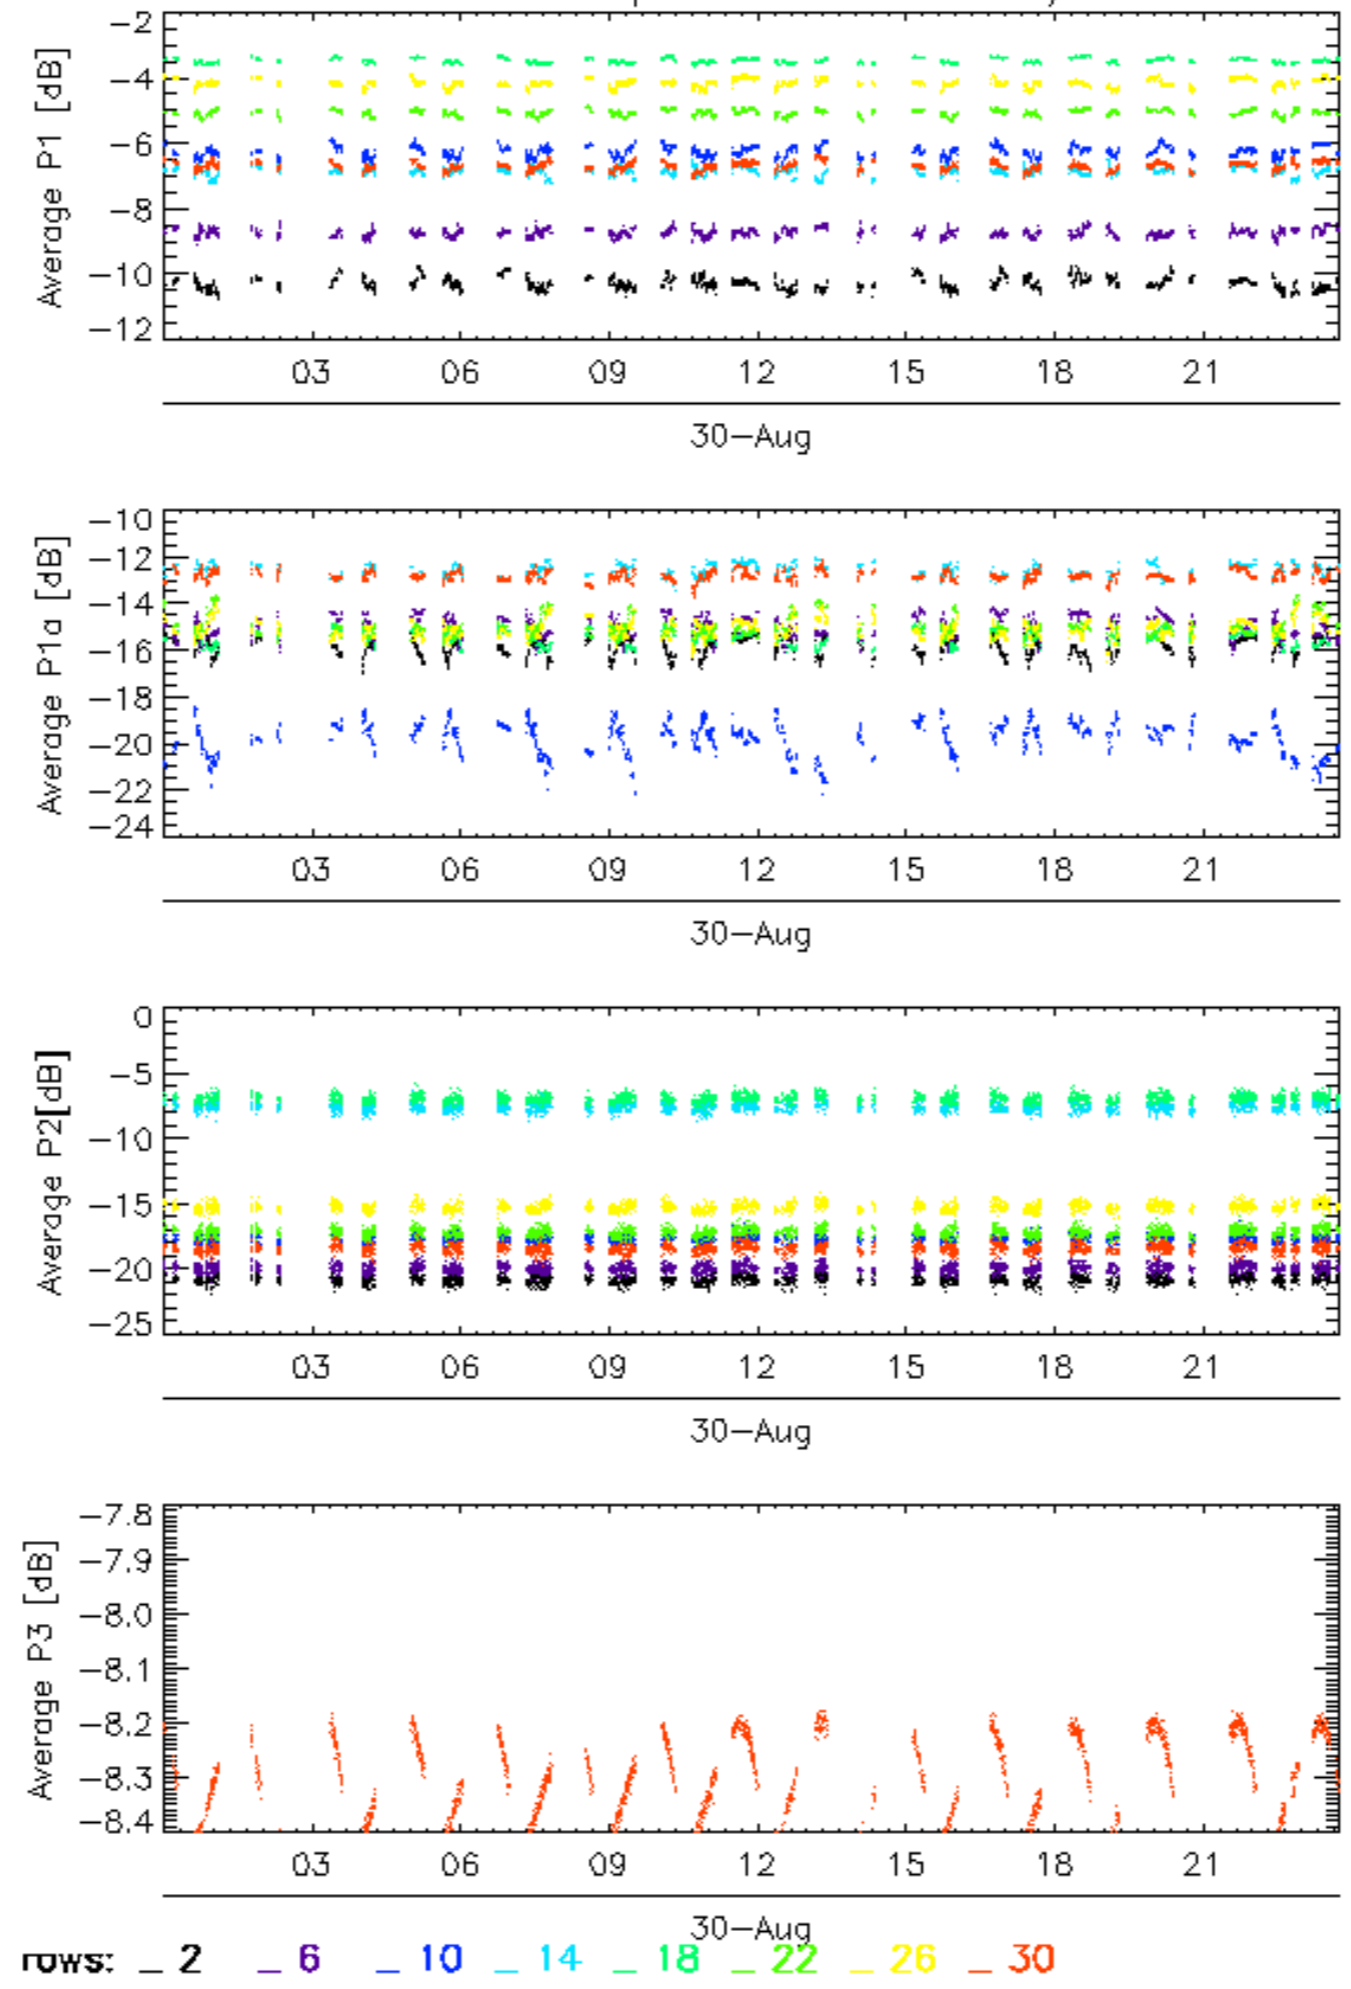 −2
−4
−6
−8
−10
−12
Average P1 [dB]
03 06 09 12 15 18 21
30−Aug
−10
−12
−14
−16
−18
−20
−22
−24
Average P1a [dB]
03 06 09 12 15 18 21
30−Aug
0
−5
−10
−15
−20
−25
Average P2[dB]
03 06 09 12 15 18 21
30−Aug
−7.8
−7.9
−8.0
−8.1
−8.2
−8.3
−8.4
Average P3 [dB]
03 06 09 12 15 18 21
30−Aug
rows: _ 2 _ 6 _ 10 _ 14 _ 18 _ 22 _ 26 _ 30